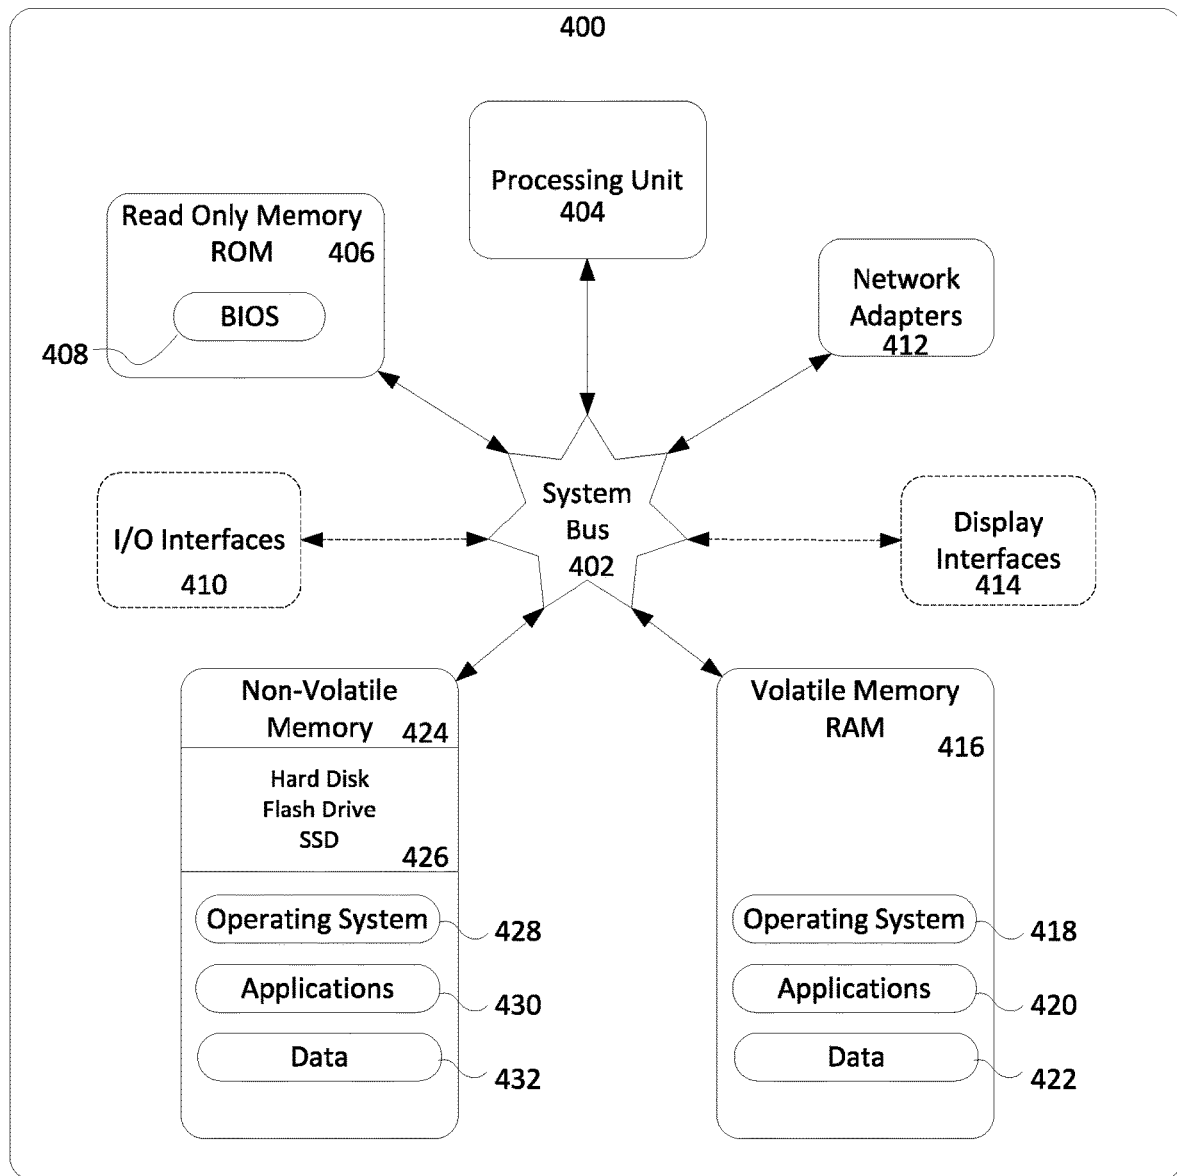 400
Processing Unit
404
Read Only Memory
ROM
406
BIOS
408
Network
Adapters
412
System
Bus
402
I/O Interfaces
410
Display
Interfaces
414
Non-Volatile
Memory
424
Hard Disk
Flash Drive
SSD
426
Operating System
428
Applications
430
Data
432
Volatile Memory
RAM
416
Operating System
418
Applications
420
Data
422